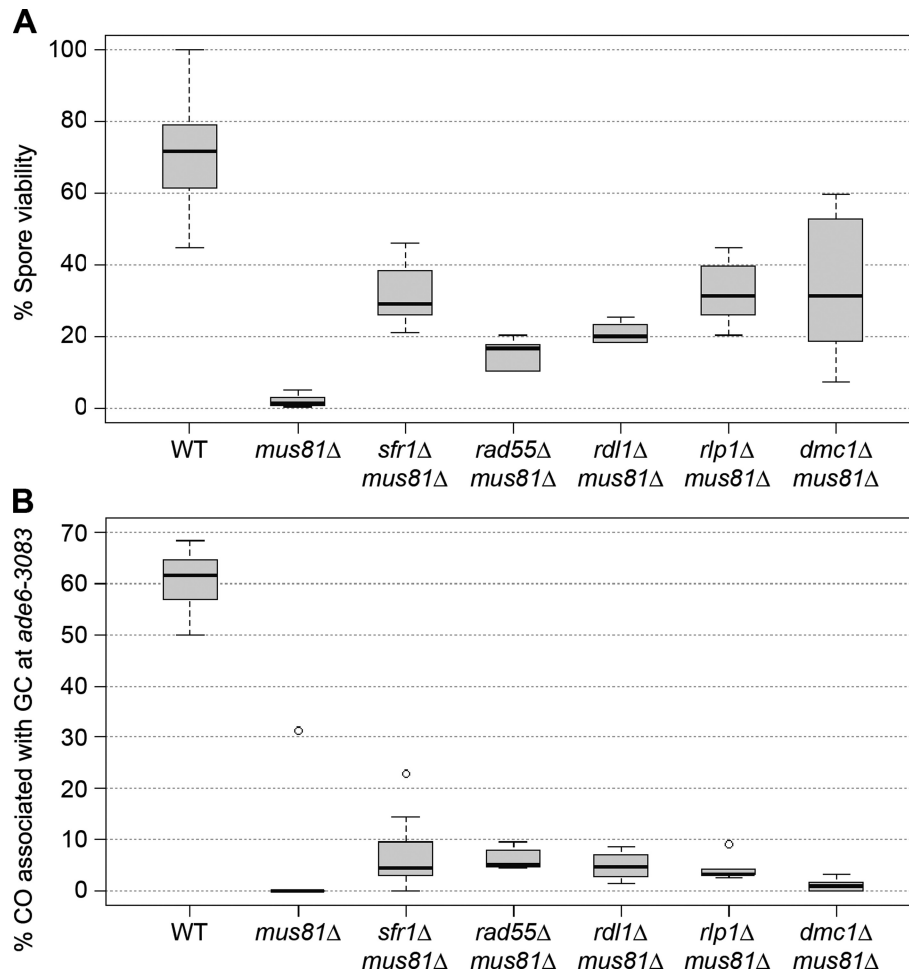 A
% Spore viability
100
80
60
40
20
0
WT
mus81Δ
sfr1Δ mus81Δ
rad55Δ mus81Δ
rdl1Δ mus81Δ
rlp1Δ mus81Δ
dmc1Δ mus81Δ
B
% CO associated with GC at ade6-3083
70
60
50
40
30
20
10
0
WT
mus81Δ
sfr1Δ mus81Δ
rad55Δ mus81Δ
rdl1Δ mus81Δ
rlp1Δ mus81Δ
dmc1Δ mus81Δ